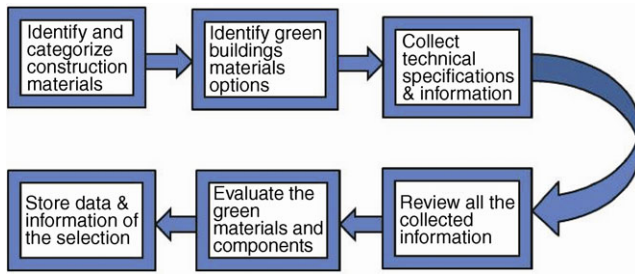 Identify and
categorize
construction
materials
Identify green
buildings
materials
options
Collect
technical
specifications
& information
Review all the
collected
information
Evaluate the
green
materials and
components
Store data &
information of
the selection